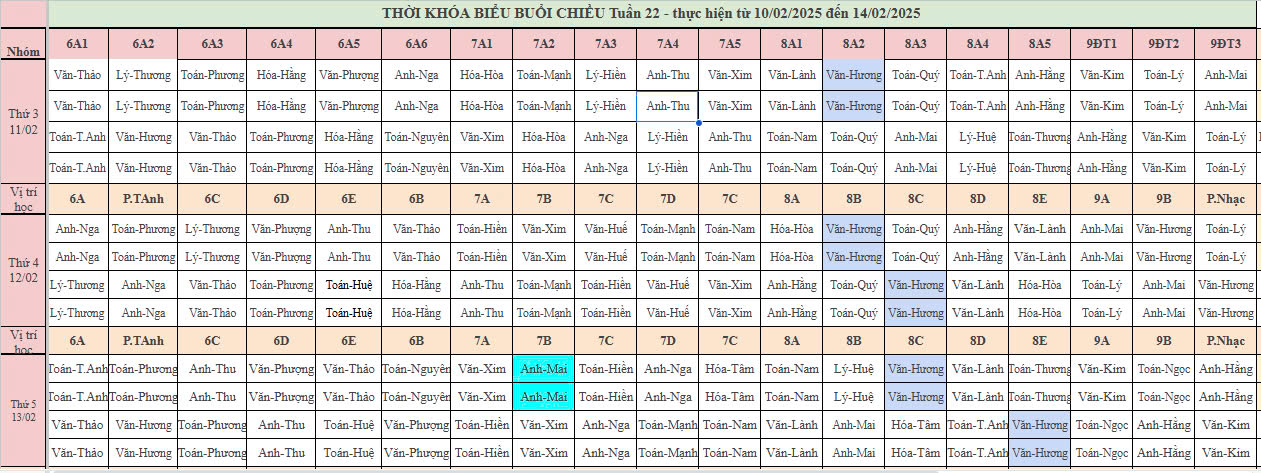 THỜI KHÓA BIỂU BUỔI CHIỀU Tuần 22 - thực hiện từ 10/02/2025 đến 14/02/2025
Nhóm 6A1 6A2 6A3 6A4 6A5 6A6 7A1 7A2 7A3 7A4 7A5 8A1 8A2 8A3 8A4 8A5 9ĐT1 9ĐT2 9ĐT3
Văn-Thảo Lý-Thương Toán-Phương Hóa-Hằng Văn-Phượng Anh-Nga Hóa-Hòa Toán-Mạnh Lý-Hiền Anh-Thu Văn-Xim Văn-Lành Văn-Hương Toán-Quý Toán-T.Anh Anh-Hằng Văn-Kim Toán-Lý Anh-Mai
Thứ 3
11/02
Văn-Thảo Lý-Thương Toán-Phương Hóa-Hằng Văn-Phượng Anh-Nga Hóa-Hòa Toán-Mạnh Lý-Hiền Anh-Thu Văn-Xim Văn-Lành Văn-Hương Toán-Quý Toán-T.Anh Anh-Hằng Văn-Kim Toán-Lý Anh-Mai
Toán-T.Anh Văn-Hương Văn-Thảo Toán-Phương Hóa-Hằng Toán-Nguyên Văn-Xim Hóa-Hòa Anh-Nga Lý-Hiền Anh-Thu Toán-Nam Toán-Quý Anh-Mai Lý-Huệ Toán-Thương Anh-Hằng Văn-Kim Toán-Lý
Toán-T.Anh Văn-Hương Văn-Thảo Toán-Phương Hóa-Hằng Toán-Nguyên Văn-Xim Hóa-Hòa Anh-Nga Lý-Hiền Anh-Thu Toán-Nam Toán-Quý Anh-Mai Lý-Huệ Toán-Thương Anh-Hằng Văn-Kim Toán-Lý
Vị trí
học
6A P.TAnh 6C 6D 6E 6B 7A 7B 7C 7D 7C 8A 8B 8C 8D 8E 9A 9B P.Nhạc
Anh-Nga Toán-Phương Lý-Thương Văn-Phượng Anh-Thu Văn-Thảo Toán-Hiền Văn-Xim Văn-Huế Toán-Mạnh Toán-Nam Hóa-Hòa Văn-Hương Toán-Quý Anh-Hằng Văn-Lành Anh-Mai Văn-Hương Toán-Lý
Thứ 4
12/02
Anh-Nga Toán-Phương Lý-Thương Văn-Phượng Anh-Thu Văn-Thảo Toán-Hiền Văn-Xim Văn-Huế Toán-Mạnh Toán-Nam Hóa-Hòa Văn-Hương Toán-Quý Anh-Hằng Văn-Lành Anh-Mai Văn-Hương Toán-Lý
Lý-Thương Anh-Nga Văn-Thảo Toán-Phương Toán-Huệ Hóa-Hằng Anh-Thu Toán-Mạnh Toán-Hiền Văn-Huế Văn-Xim Anh-Hằng Toán-Quý Văn-Hương Văn-Lành Hóa-Hòa Toán-Lý Anh-Mai Văn-Hương
Lý-Thương Anh-Nga Văn-Thảo Toán-Phương Toán-Huệ Hóa-Hằng Anh-Thu Toán-Mạnh Toán-Hiền Văn-Huế Văn-Xim Anh-Hằng Toán-Quý Văn-Hương Văn-Lành Hóa-Hòa Toán-Lý Anh-Mai Văn-Hương
Vị trí
học
6A P.TAnh 6C 6D 6E 6B 7A 7B 7C 7D 7C 8A 8B 8C 8D 8E 9A 9B P.Nhạc
Toán-T.Anh Toán-Phương Anh-Thu Văn-Phượng Văn-Thảo Toán-Nguyên Văn-Xim Anh-Mai Toán-Hiền Anh-Nga Hóa-Tâm Toán-Nam Lý-Huệ Văn-Hương Văn-Lành Toán-Thương Văn-Kim Toán-Ngọc Anh-Hằng
Thứ 5
13/02
Toán-T.Anh Toán-Phương Anh-Thu Văn-Phượng Văn-Thảo Toán-Nguyên Văn-Xim Anh-Mai Toán-Hiền Anh-Nga Hóa-Tâm Toán-Nam Lý-Huệ Văn-Hương Văn-Lành Toán-Thương Văn-Kim Toán-Ngọc Anh-Hằng
Văn-Thảo Văn-Hương Toán-Phương Anh-Thu Toán-Huệ Văn-Phượng Toán-Hiền Văn-Xim Anh-Nga Toán-Mạnh Toán-Nam Văn-Lành Anh-Mai Hóa-Tâm Toán-T.Anh Văn-Hương Toán-Ngọc Anh-Hằng Văn-Kim
Văn-Thảo Văn-Hương Toán-Phương Anh-Thu Toán-Huệ Văn-Phượng Toán-Hiền Văn-Xim Anh-Nga Toán-Mạnh Toán-Nam Văn-Lành Anh-Mai Hóa-Tâm Toán-T.Anh Văn-Hương Toán-Ngọc Anh-Hằng Văn-Kim